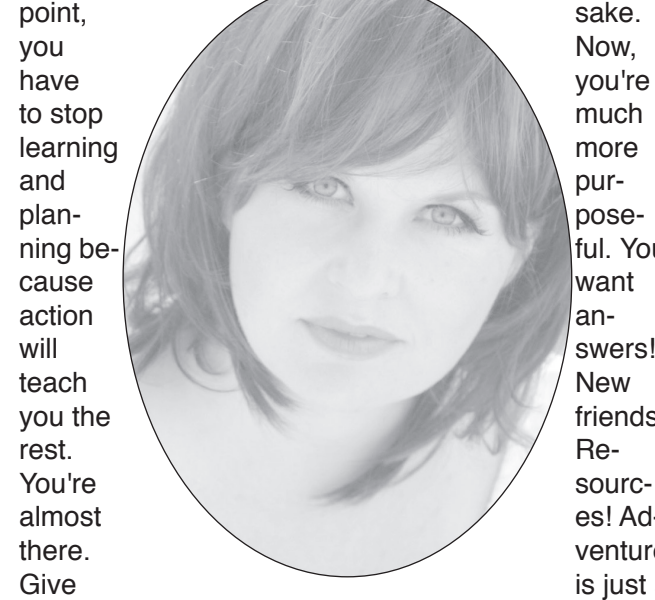 point,
you
have
to stop
learning
and
plan-
ning be-
cause
action
will
teach
you the
rest.
You're
almost
there.
Give
sake.
Now,
you're
much
more
pur-
pose-
ful. You
want
an-
swers!
New
friends
Re-
sourc-
es! Ad-
venture
is just